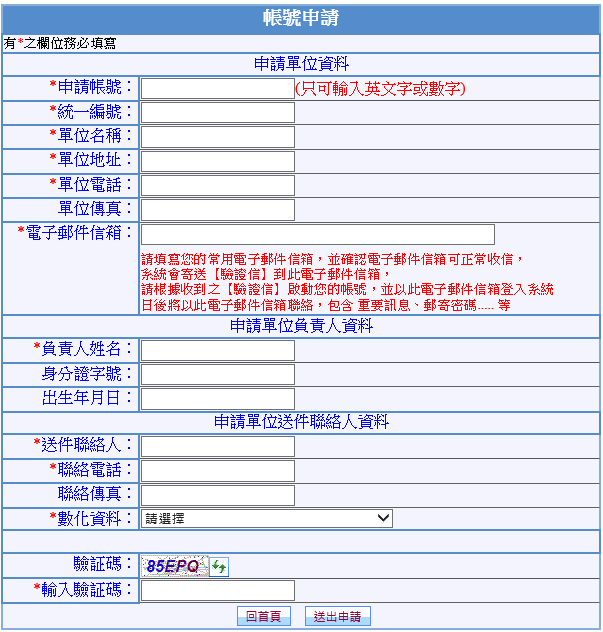 帳號申請
有*之欄位務必填寫
申請單位資料
*申請帳號：(只可輸入英文字或數字)
*統一編號：
*單位名稱：
*單位地址：
*單位電話：
單位傳真：
*電子郵件信箱：
請填寫您的常用電子郵件信箱，並確認電子郵件信箱可正常收信，
系統會寄送【驗證信】到此電子郵件信箱，
請根據收到之【驗證信】啟動您的帳號，並以此電子郵件信箱登入系統
日後將以此電子郵件信箱聯絡，包含 重要訊息、郵寄密碼..... 等
申請單位負責人資料
*負責人姓名：
身分證字號：
出生年月日：
申請單位送件聯絡人資料
*送件聯絡人：
*聯絡電話：
聯絡傳真：
*數化資料：請選擇
驗証碼：85EPQ
*輸入驗証碼：
回首頁 送出申請